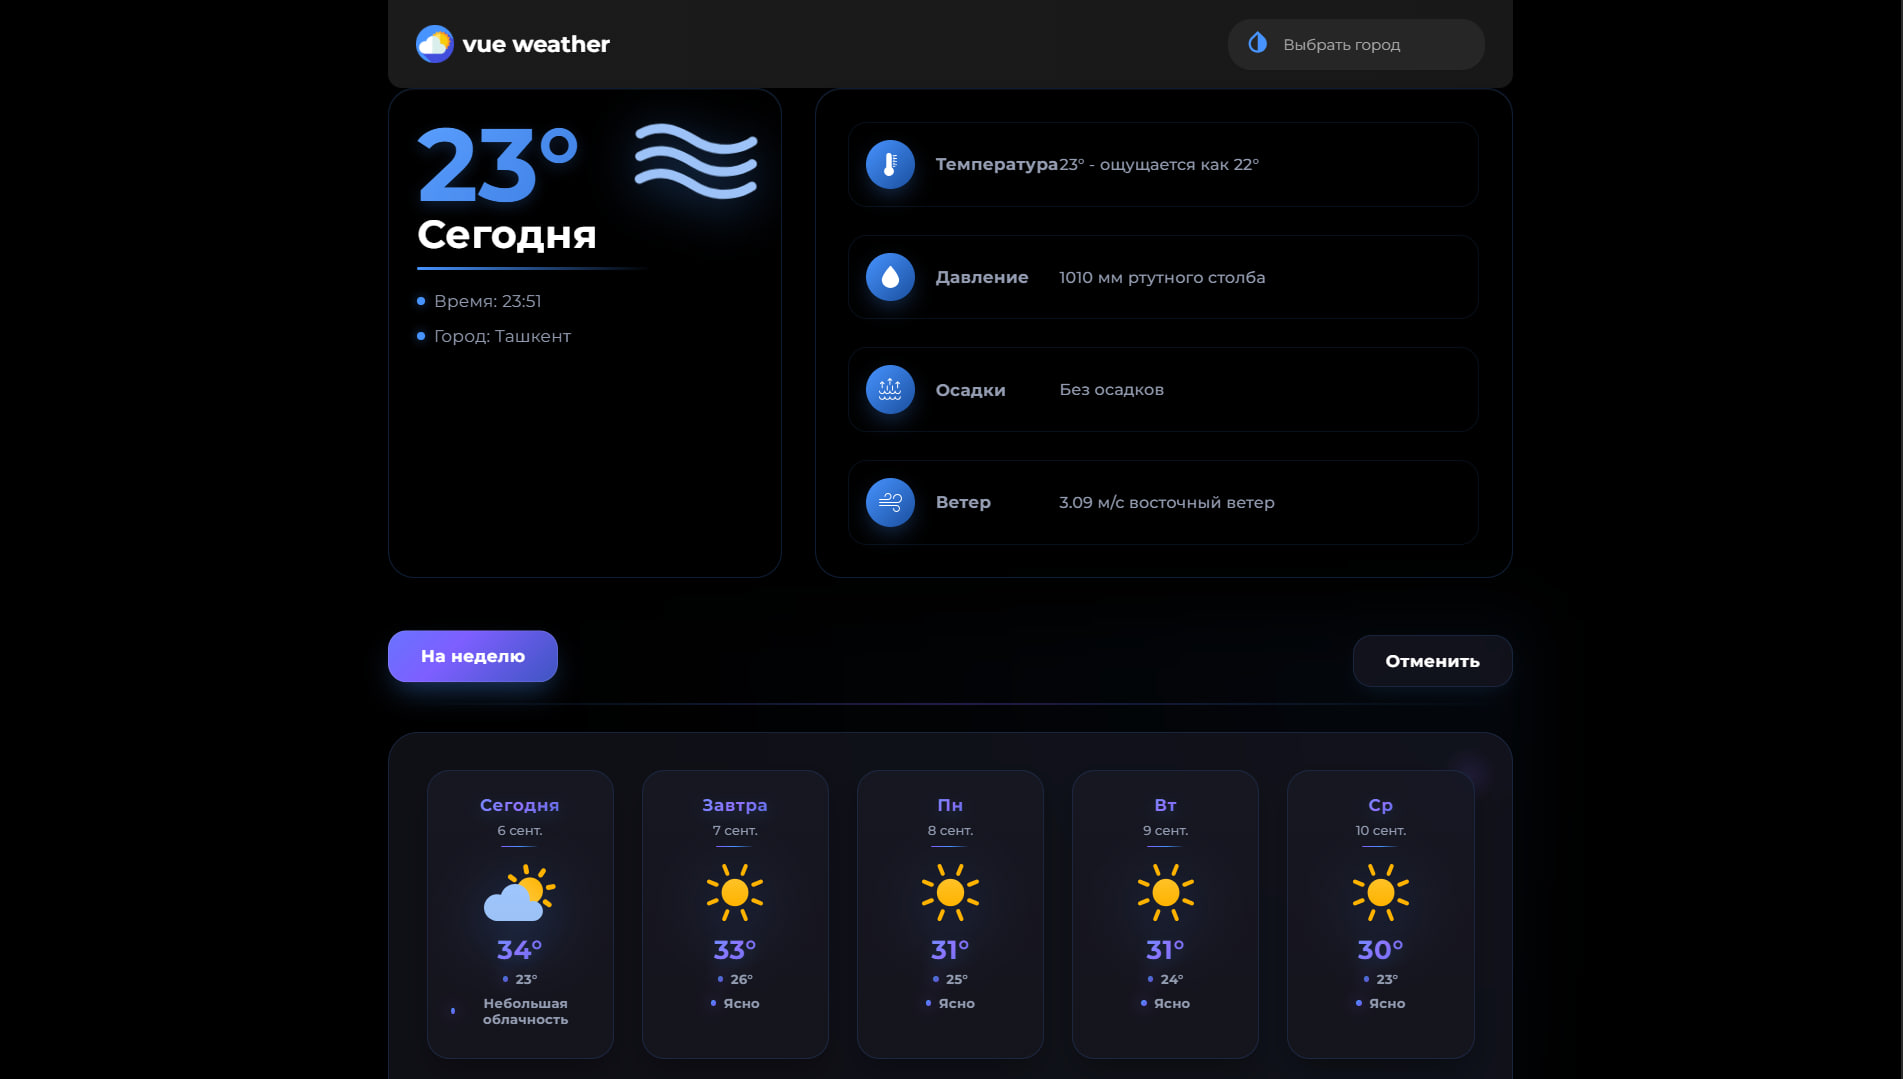 vue weather
Выбрать город
23°
Сегодня
Время: 23:51
Город: Ташкент
Температура 23° - ощущается как 22°
Давление 1010 мм ртутного столба
Осадки Без осадков
Ветер 3.09 м/с восточный ветер
На неделю
Отменить
Сегодня
6 сент.
34°
23°
Небольшая
облачность
Завтра
7 сент.
33°
26°
Ясно
Пн
8 сент.
31°
25°
Ясно
Вт
9 сент.
31°
24°
Ясно
Ср
10 сент.
30°
23°
Ясно